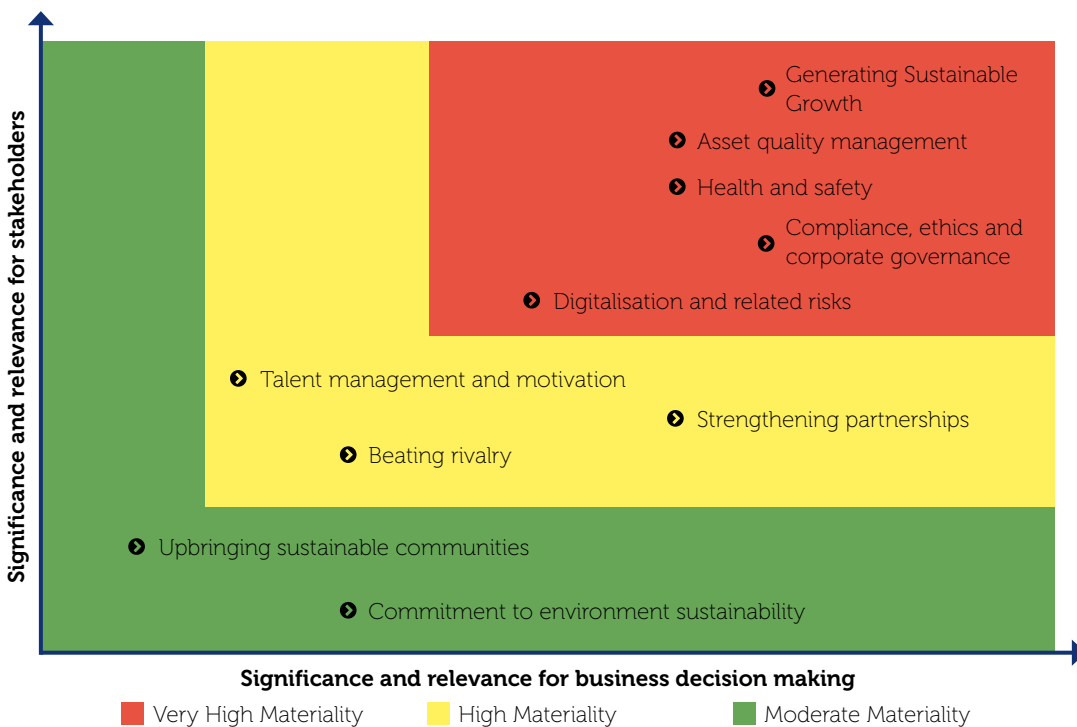 Significance and relevance for stakeholders
Generating Sustainable
Growth
Asset quality management
Health and safety
Compliance, ethics and
corporate governance
Digitalisation and related risks
Talent management and motivation
Strengthening partnerships
Beating rivalry
Upbringing sustainable communities
Commitment to environment sustainability
Significance and relevance for business decision making
Very High Materiality
High Materiality
Moderate Materiality